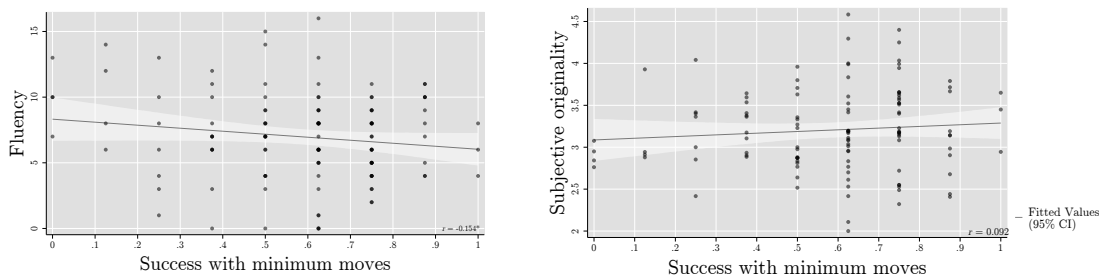 Fluency
15
10
5
0
0 .1 .2 .3 .4 .5 .6 .7 .8 .9 1
r = -0.154*
Success with minimum moves
Subjective originality
4.5
4
3.5
3
2.5
2
0 .1 .2 .3 .4 .5 .6 .7 .8 .9 1
r = 0.092
Success with minimum moves
Fitted Values
(95% CI)